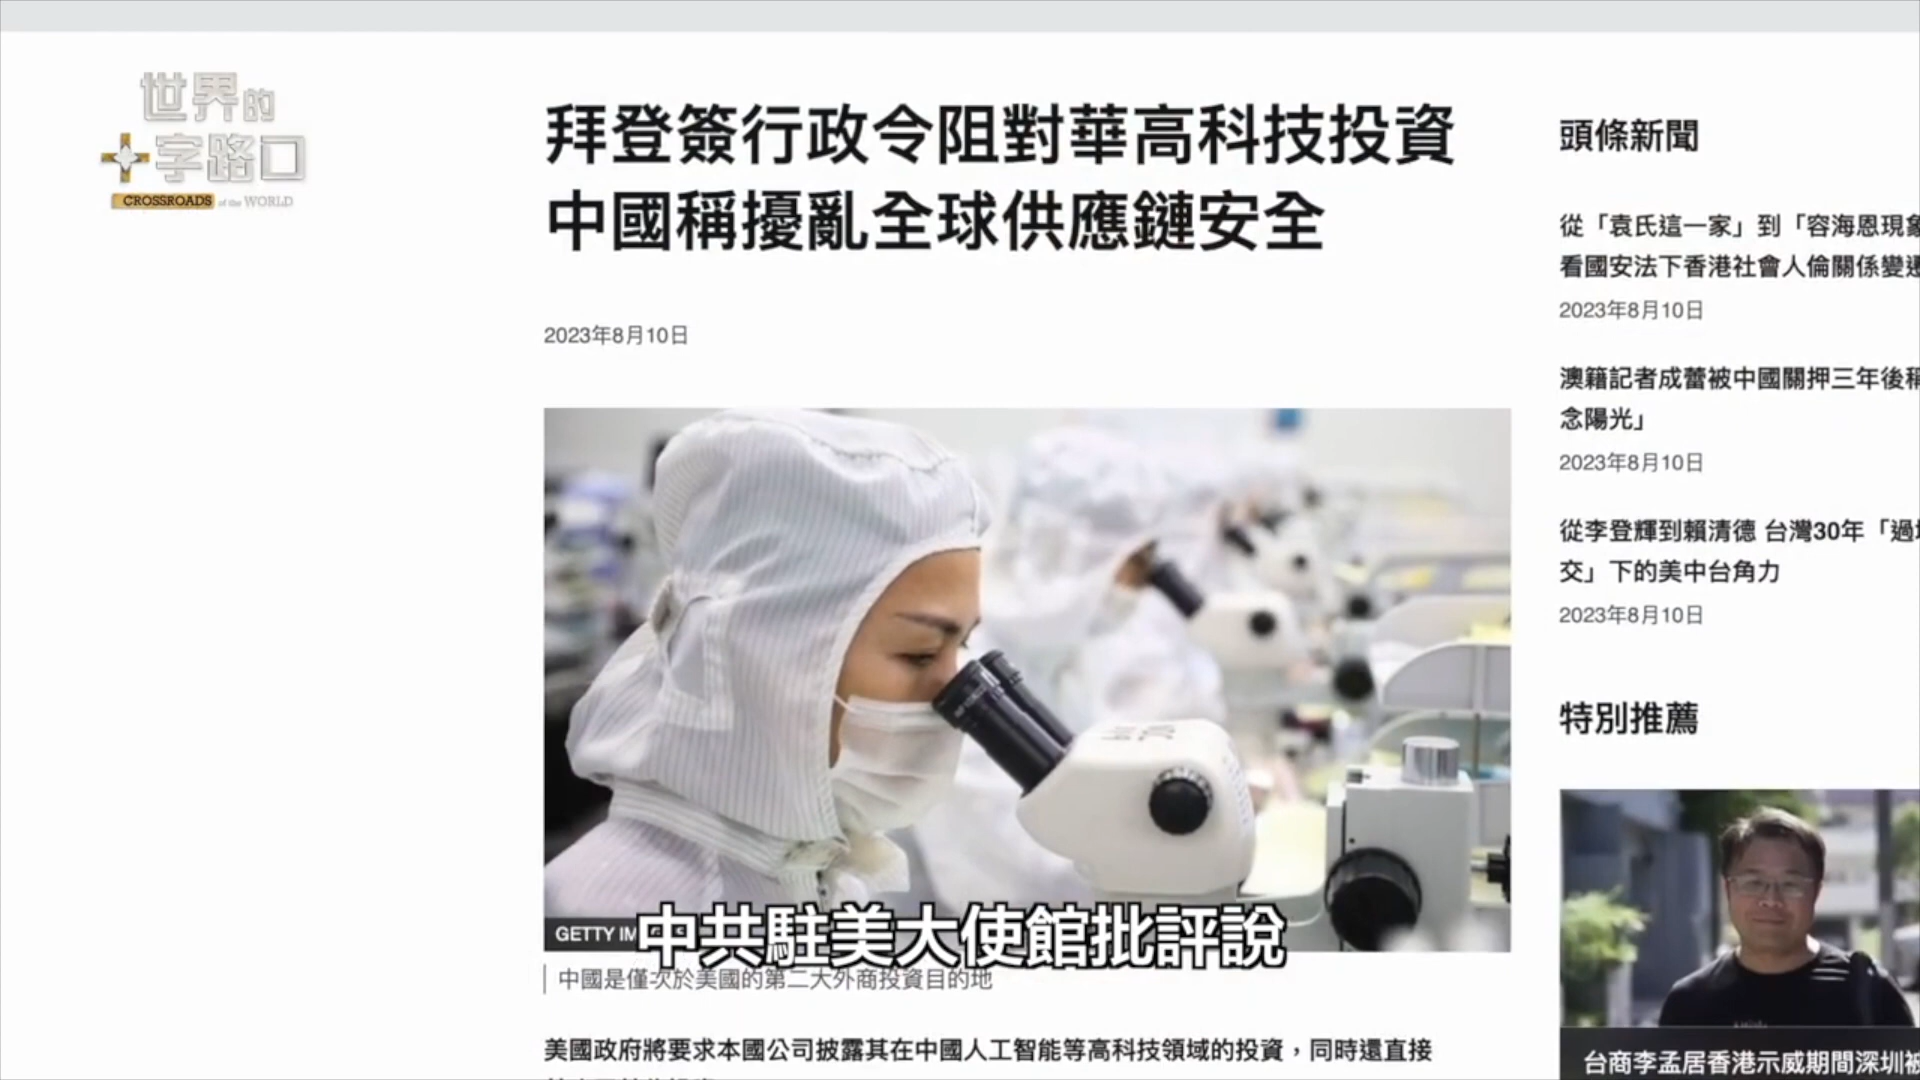 世界的
十字路口
CROSSROADS of the WORLD
拜登簽行政令阻對華高科技投資
中國稱擾亂全球供應鏈安全
2023年8月10日
GETTY IM
中共駐美大使館批評說
中國是僅次於美國的第二大外商投資目的地
美國政府將要求本國公司披露其在中國人工智能等高科技領域的投資，同時還直接
頭條新聞
從「袁氏這一家」到「容海恩現象
看國安法下香港社會人倫關係變遷
2023年8月10日
澳籍記者成蕾被中國關押三年後稱
念陽光」
2023年8月10日
從李登輝到賴清德 台灣30年「過境
交」下的美中台角力
2023年8月10日
特別推薦
台商李孟居香港示威期間深圳被